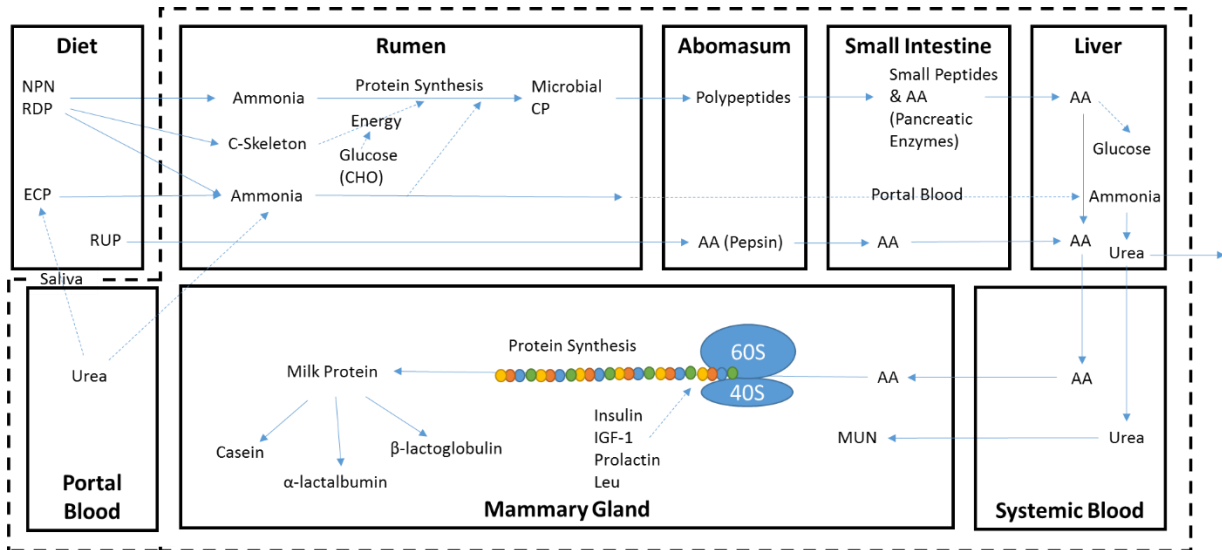 Diet
NPN
RDP
ECP
RUP
Saliva
Rumen
Ammonia
Protein Synthesis
Microbial
CP
Energy
C-Skeleton
Glucose
(CHO)
Ammonia
Abomasum
Polypeptides
AA (Pepsin)
Small Intestine
Small Peptides
& AA
(Pancreatic
Enzymes)
Portal Blood
AA
Liver
AA
Glucose
Ammonia
AA
Urea
Urea
Portal
Blood
Protein Synthesis
60S
40S
Milk Protein
AA
Insulin
IGF-1
Prolactin
Leu
MUN
Casein
β-lactoglobulin
α-lactalbumin
Mammary Gland
AA
Urea
Systemic Blood